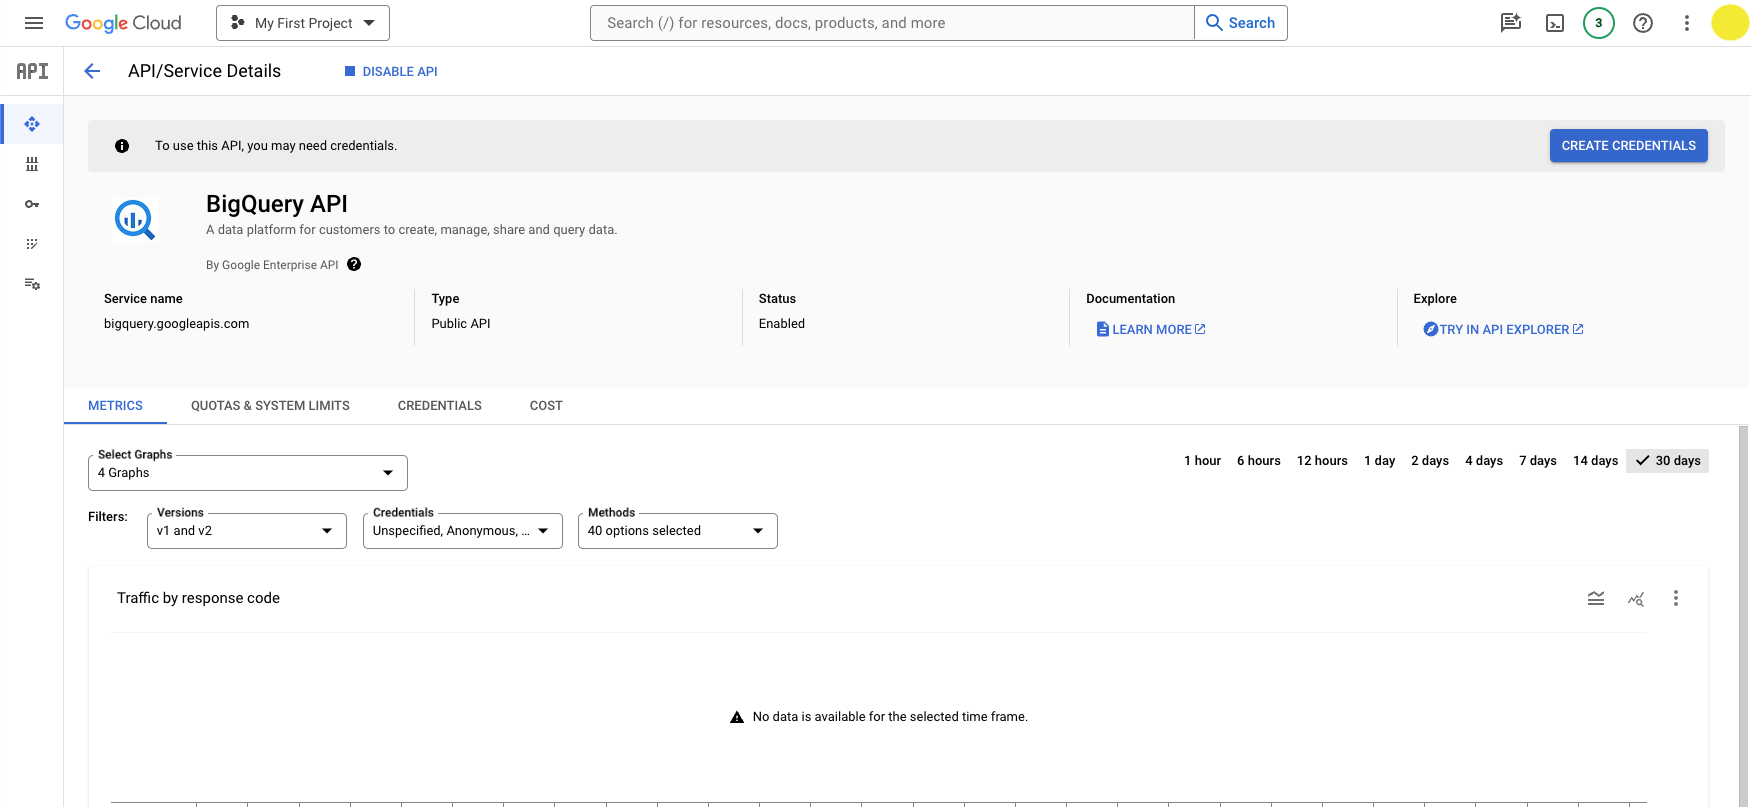 Google Cloud
My First Project
Search (/) for resources, docs, products, and more
Search
3
API
API/Service Details
DISABLE API
To use this API, you may need credentials.
CREATE CREDENTIALS
BigQuery API
A data platform for customers to create, manage, share and query data.
By Google Enterprise API
Service name
bigquery.googleapis.com
Type
Public API
Status
Enabled
Documentation
LEARN MORE
Explore
TRY IN API EXPLORER
METRICS
QUOTAS & SYSTEM LIMITS
CREDENTIALS
COST
Select Graphs
4 Graphs
1 hour
6 hours
12 hours
1 day
2 days
4 days
7 days
14 days
30 days
Filters:
Versions
v1 and v2
Credentials
Unspecified, Anonymous, ...
Methods
40 options selected
Traffic by response code
No data is available for the selected time frame.